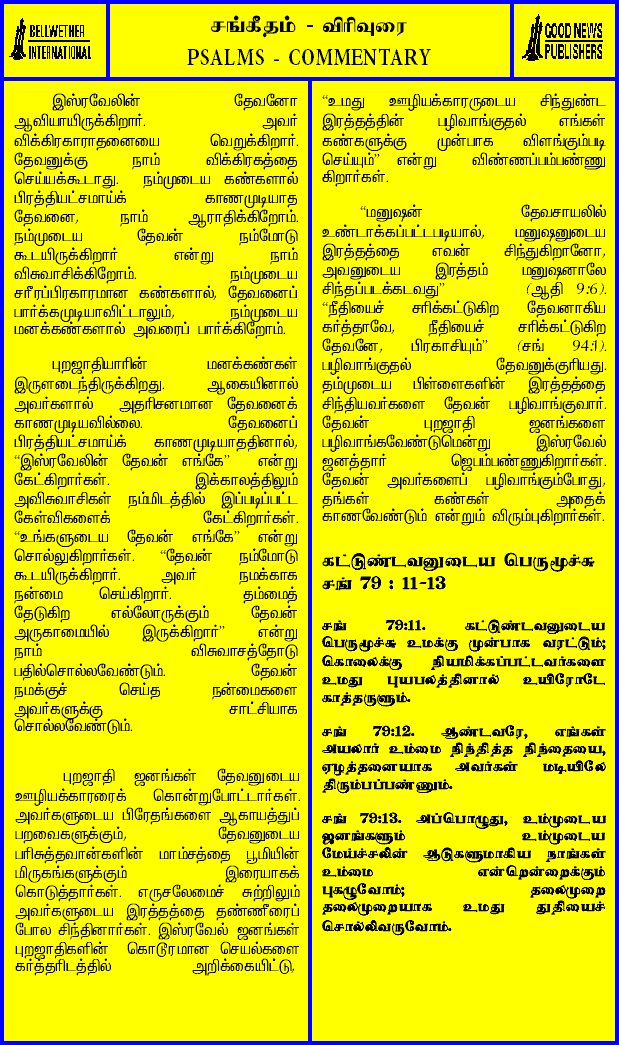 BELLWETHER
INTERNATIONAL
சங்கீதம் - விரிவுரை
PSALMS - COMMENTARY
GOOD NEWS
PUBLISHERS
இஸ்ரவேலின் தேவனோ
ஆவியாயிருக்கிறார். அவர்
விக்கிரகாராதனையை வெறுக்கிறார்.
தேவனுக்கு நாம் விக்கிரகத்தை
செய்யக்கூடாது. நம்முடைய கண்களால்
பிரத்தியட்சமாய்க் காணமுடியாத
தேவனை, நாம் ஆராதிக்கிறோம்.
நம்முடைய தேவன் நம்மோடு
கூடயிருக்கிறார் என்று நாம்
விசுவாசிக்கிறோம். நம்முடைய
சரீரப்பிரகாரமான கண்களால், தேவனைப்
பார்க்கமுடியாவிட்டாலும், நம்முடைய
மனக்கண்களால் அவரைப் பார்க்கிறோம்.
புறஜாதியாரின் மனக்கண்கள்
இருளடைந்திருக்கிறது. ஆகையினால்
அவர்களால் அதரிசனமான தேவனைக்
காணமுடியவில்லை. தேவனைப்
பிரத்தியட்சமாய்க் காணமுடியாததினால்,
“இஸ்ரவேலின் தேவன் எங்கே” என்று
கேட்கிறார்கள். இக்காலத்திலும்
அவிசுவாசிகள் நம்மிடத்தில் இப்படிப்பட்ட
கேள்விகளைக் கேட்கிறார்கள்.
“உங்களுடைய தேவன் எங்கே” என்று
சொல்லுகிறார்கள். “தேவன் நம்மோடு
கூடயிருக்கிறார். அவர் நமக்காக
நன்மை செய்கிறார். தம்மைத்
தேடுகிற எல்லோருக்கும் தேவன்
அருகாமையில் இருக்கிறார்” என்று
நாம் விசுவாசத்தோடு
பதில்சொல்லவேண்டும். தேவன்
நமக்குச் செய்த நன்மைகளை
அவர்களுக்கு சாட்சியாக
சொல்லவேண்டும்.
புறஜாதி ஜனங்கள் தேவனுடைய
ஊழியக்காரரைக் கொன்றுபோட்டார்கள்.
அவர்களுடைய பிரேதங்களை ஆகாயத்துப்
பறவைகளுக்கும், தேவனுடைய
பரிசுத்தவான்களின் மாம்சத்தை பூமியின்
மிருகங்களுக்கும் இரையாகக்
கொடுத்தார்கள். எருசலேமைச் சுற்றிலும்
அவர்களுடைய இரத்தத்தை தண்ணீரைப்
போல சிந்தினார்கள். இஸ்ரவேல் ஜனங்கள்
புறஜாதிகளின் கொடூரமான செயல்களை
கர்த்தரிடத்தில் அறிக்கையிட்டு,
“உமது ஊழியக்காரருடைய சிந்துண்ட
இரத்தத்தின் பழிவாங்குதல் எங்கள்
கண்களுக்கு முன்பாக விளங்கும்படி
செய்யும்” என்று விண்ணப்பம்பண்ணு
கிறார்கள்.
“மனுஷன் தேவசாயலில்
உண்டாக்கப்பட்டபடியால், மனுஷனுடைய
இரத்தத்தை எவன் சிந்துகிறானோ,
அவனுடைய இரத்தம் மனுஷனாலே
சிந்தப்படக்கடவது” (ஆதி 9:6).
“நீதியைச் சரிக்கட்டுகிற தேவனாகிய
கர்த்தாவே, நீதியைச் சரிக்கட்டுகிற
தேவனே, பிரகாசியும்” (சங் 94:1).
பழிவாங்குதல் தேவனுக்குரியது.
தம்முடைய பிள்ளைகளின் இரத்தத்தை
சிந்தியவர்களை தேவன் பழிவாங்குவார்.
தேவன் புறஜாதி ஜனங்களை
பழிவாங்கவேண்டுமென்று இஸ்ரவேல்
ஜனத்தார் ஜெபம்பண்ணுகிறார்கள்.
தேவன் அவர்களைப் பழிவாங்கும்போது,
தங்கள் கண்கள் அதைக்
காணவேண்டும் என்றும் விரும்புகிறார்கள்.
கட்டுண்டவனுடைய பெருமூச்சு
சங் 79 : 11-13
சங் 79:11. கட்டுண்டவனுடைய
பெருமூச்சு உமக்கு முன்பாக வரட்டும்;
கொலைக்கு நியமிக்கப்பட்டவர்களை
உமது புயபலத்தினால் உயிரோடே
காத்தருளும்.
சங் 79:12. ஆண்டவரே, எங்கள்
அயலார் உம்மை நிந்தித்த நிந்தையை,
ஏழத்தனையாக அவர்கள் மடியிலே
திரும்பப்பண்ணும்.
சங் 79:13. அப்பொழுது, உம்முடைய
ஜனங்களும் உம்முடைய
மேய்ச்சலின் ஆடுகளுமாகிய நாங்கள்
உம்மை என்றென்றைக்கும்
புகழுவோம்; தலைமுறை
தலைமுறையாக உமது துதியைச்
சொல்லிவருவோம்.